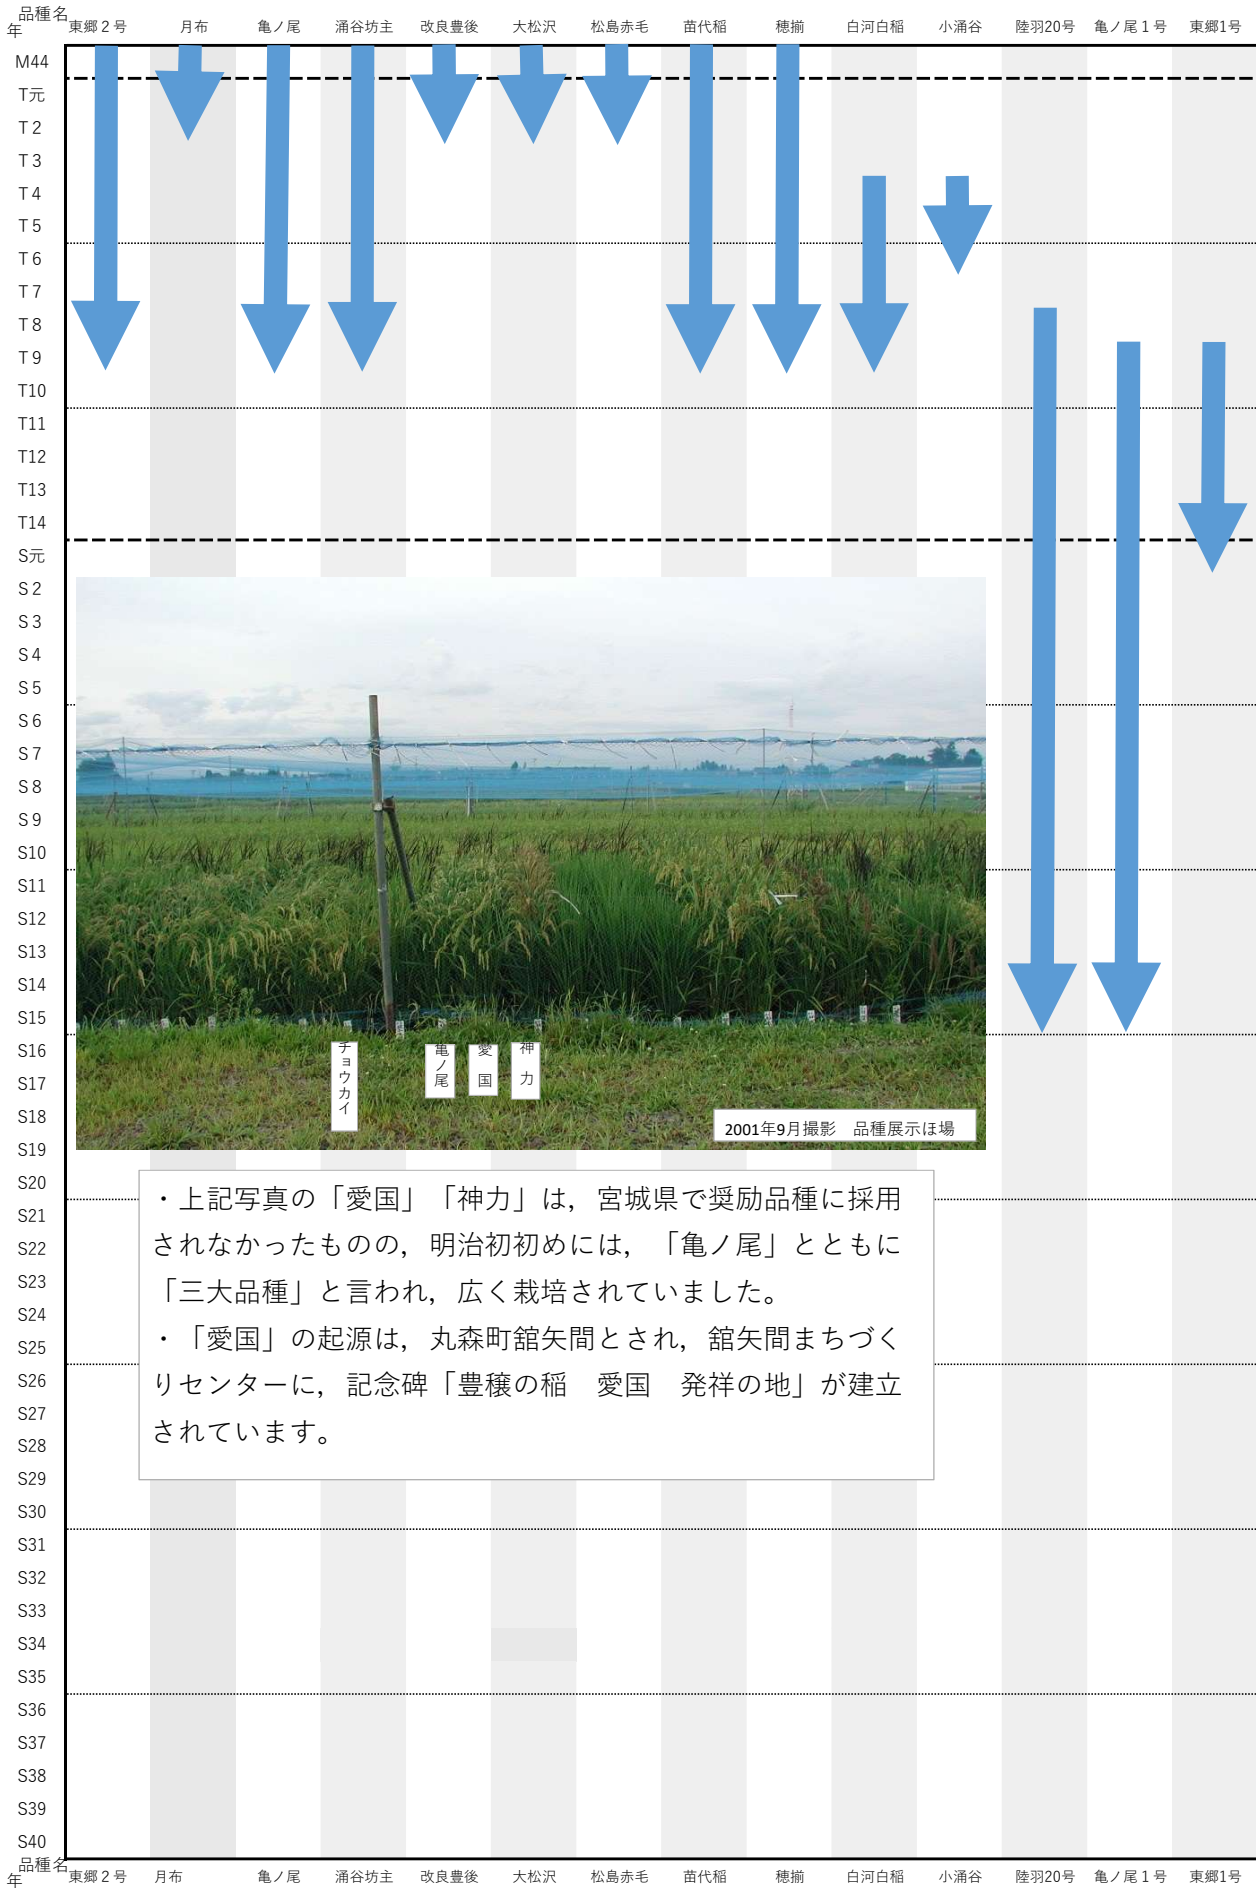 品種名
年
東郷２号 月布 亀ノ尾 涌谷坊主 改良豊後 大松沢 松島赤毛 苗代稲 穂揃 白河白稲 小涌谷 陸羽20号 亀ノ尾１号 東郷1号
M44
T元
T２
T３
T４
T５
T６
T７
T８
T９
T10
T11
T12
T13
T14
S元
S２
S３
S４
S５
S６
S７
S８
S９
S10
S11
S12
S13
S14
S15
S16
S17
S18
S19
S20
S21
S22
S23
S24
S25
S26
S27
S28
S29
S30
S31
S32
S33
S34
S35
S36
S37
S38
S39
S40
チョウカイ
亀ノ尾
愛国
神力
2001年9月撮影　品種展示ほ場
・上記写真の「愛国」「神力」は，宮城県で奨励品種に採用
されなかったものの，明治初初めには，「亀ノ尾」とともに
「三大品種」と言われ，広く栽培されていました。
・「愛国」の起源は，丸森町舘矢間とされ，舘矢間まちづく
りセンターに，記念碑「豊穣の稲　愛国　発祥の地」が建立
されています。
品種名
年
東郷２号 月布 亀ノ尾 涌谷坊主 改良豊後 大松沢 松島赤毛 苗代稲 穂揃 白河白稲 小涌谷 陸羽20号 亀ノ尾１号 東郷1号